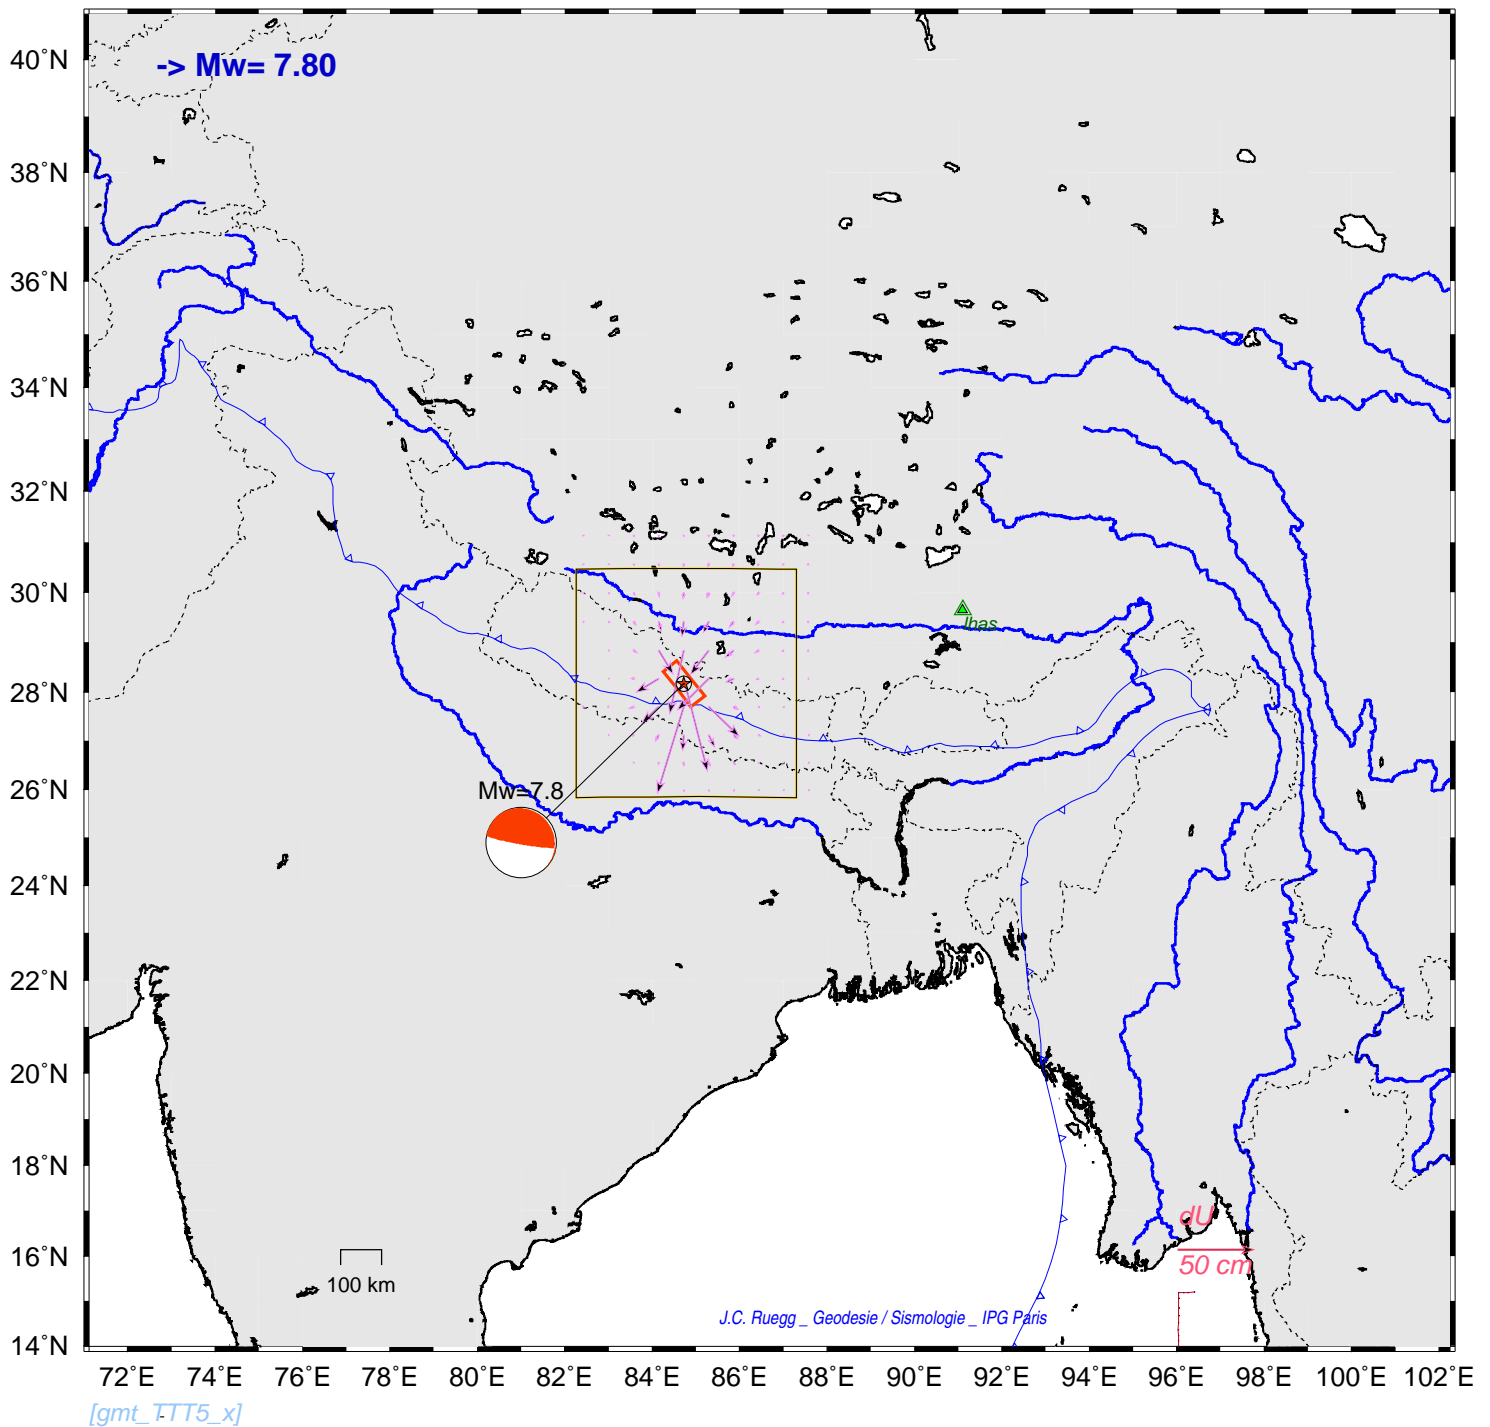 -> Mw= 7.80
40°N
38°N
36°N
34°N
32°N
30°N
28°N
26°N
24°N
22°N
20°N
18°N
16°N
14°N
lhas
Mw=7.8
dU
50 cm
100 km
J.C. Ruegg _ Geodesie / Sismologie _ IPG Paris
72°E 74°E 76°E 78°E 80°E 82°E 84°E 86°E 88°E 90°E 92°E 94°E 96°E 98°E 100°E 102°E
[gmt_TTT5_x]